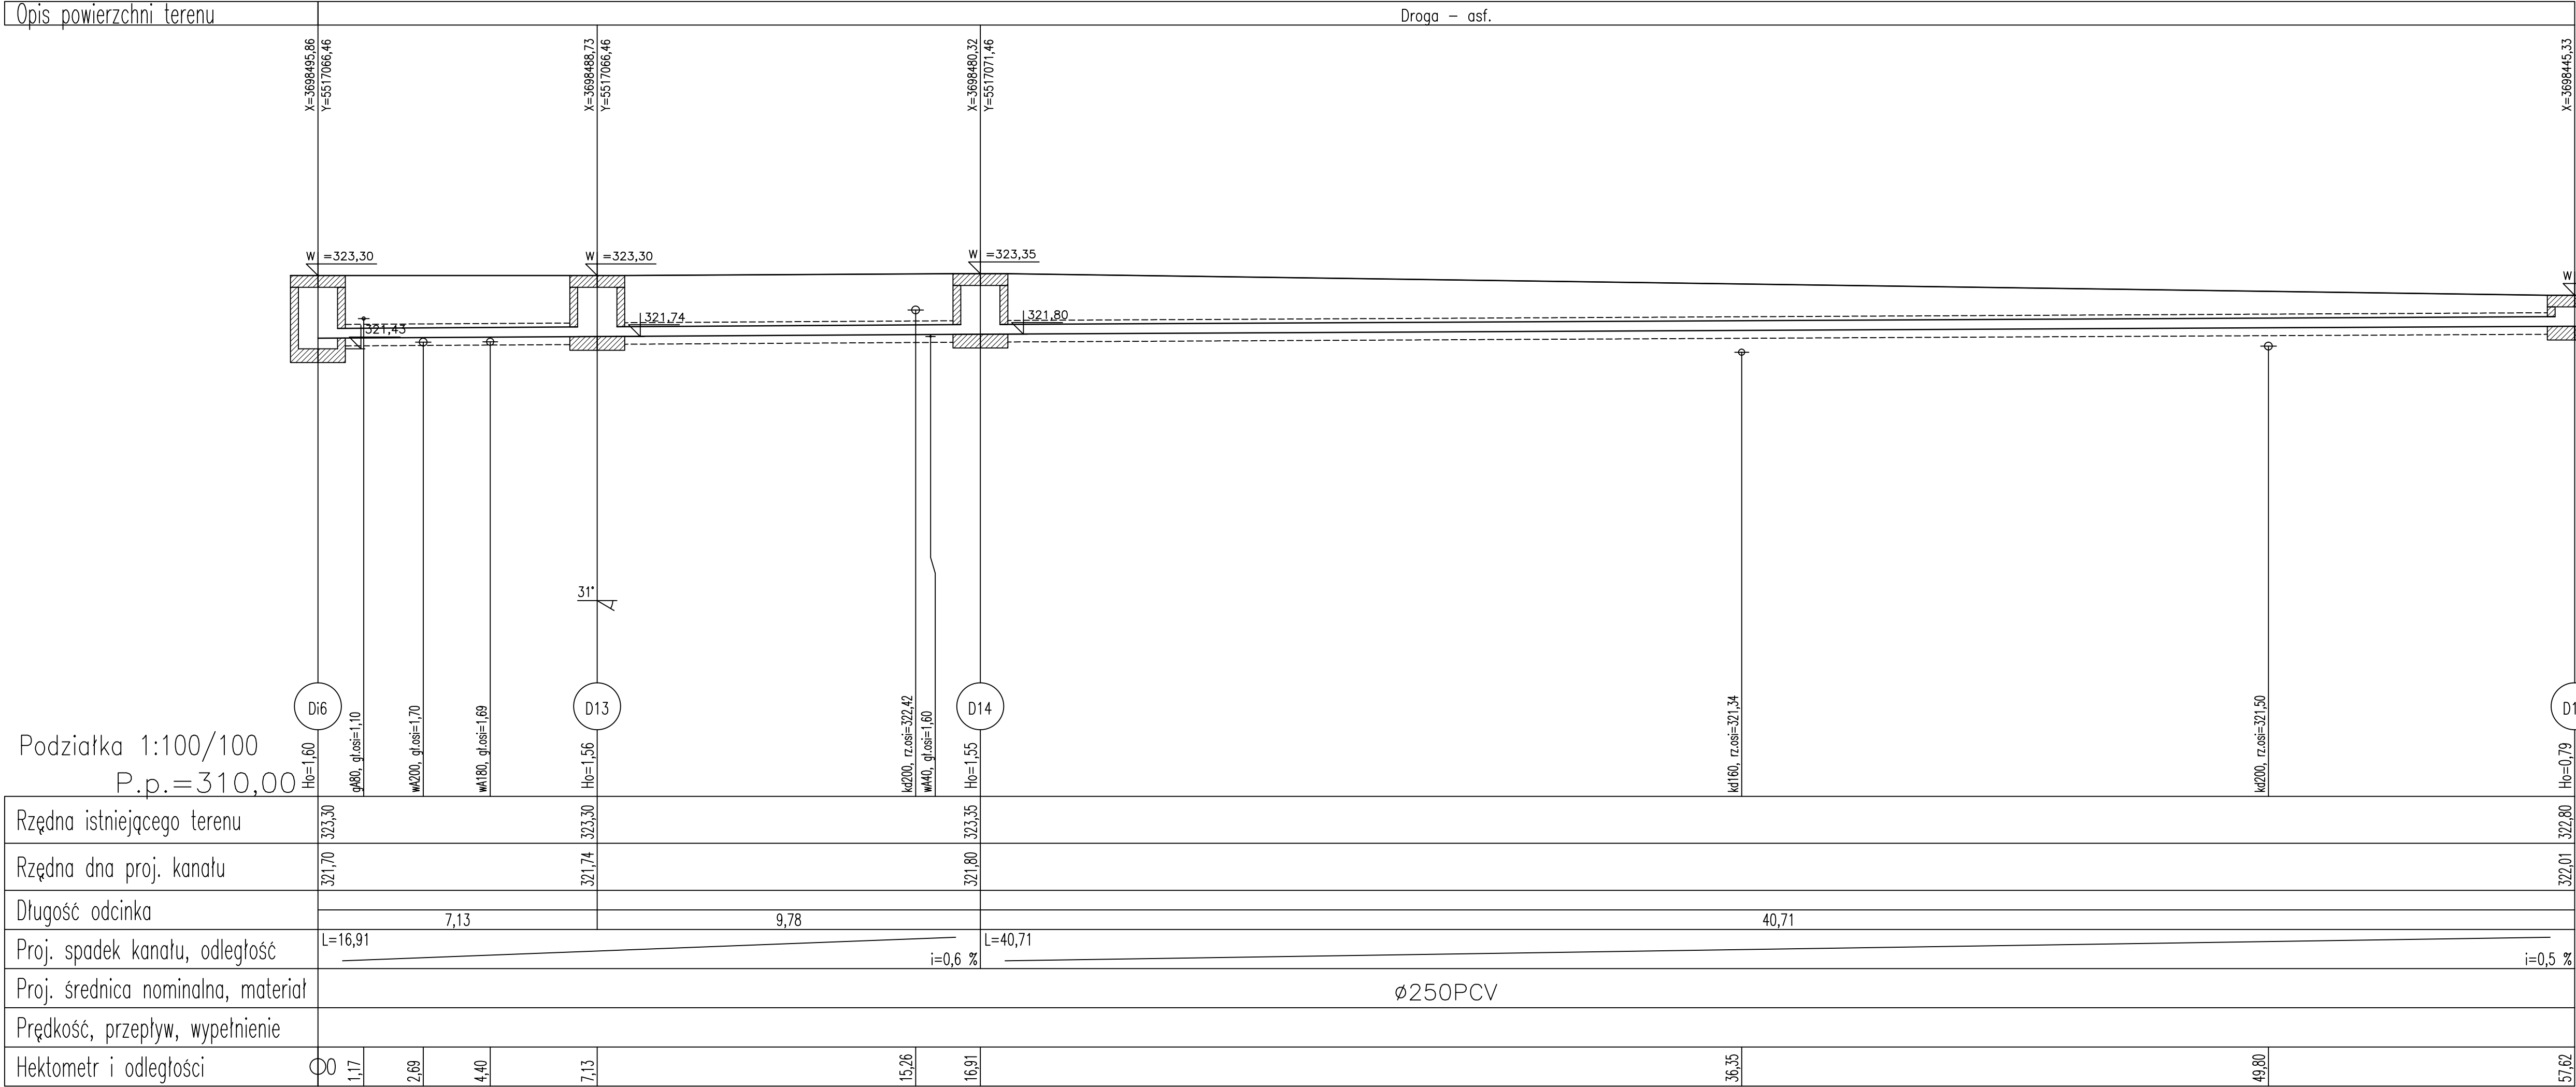 Opis powierzchni terenu
Droga – asf.
X=3698495,86
Y=5517066,46
X=3698488,73
Y=5517066,46
X=3698480,32
Y=5517071,46
X=3698445,33
W =323,30
W =323,30
W =323,35
W
321,43
321,74
321,80
31°
Di6
D13
D14
D1
Ho=1,60
gA80, gł.osi=1,10
wA200, gł.osi=1,70
wA180, gł.osi=1,69
Ho=1,56
kd200, rz.osi=322,42
wA40, gł.osi=1,60
Ho=1,55
kd160, rz.osi=321,34
kd200, rz.osi=321,50
Ho=0,79
Podziałka 1:100/100
P.p.=310,00
Rzędna istniejącego terenu
323,30
323,30
323,35
322,80
Rzędna dna proj. kanału
321,70
321,74
321,80
322,01
Długość odcinka
7,13
9,78
40,71
Proj. spadek kanału, odległość
L=16,91
i=0,6 %
L=40,71
i=0,5 %
Proj. średnica nominalna, materiał
ø250PCV
Prędkość, przepływ, wypełnienie
Hektometr i odległości
0
1,17
2,69
4,40
7,13
15,26
16,91
36,35
49,80
57,62